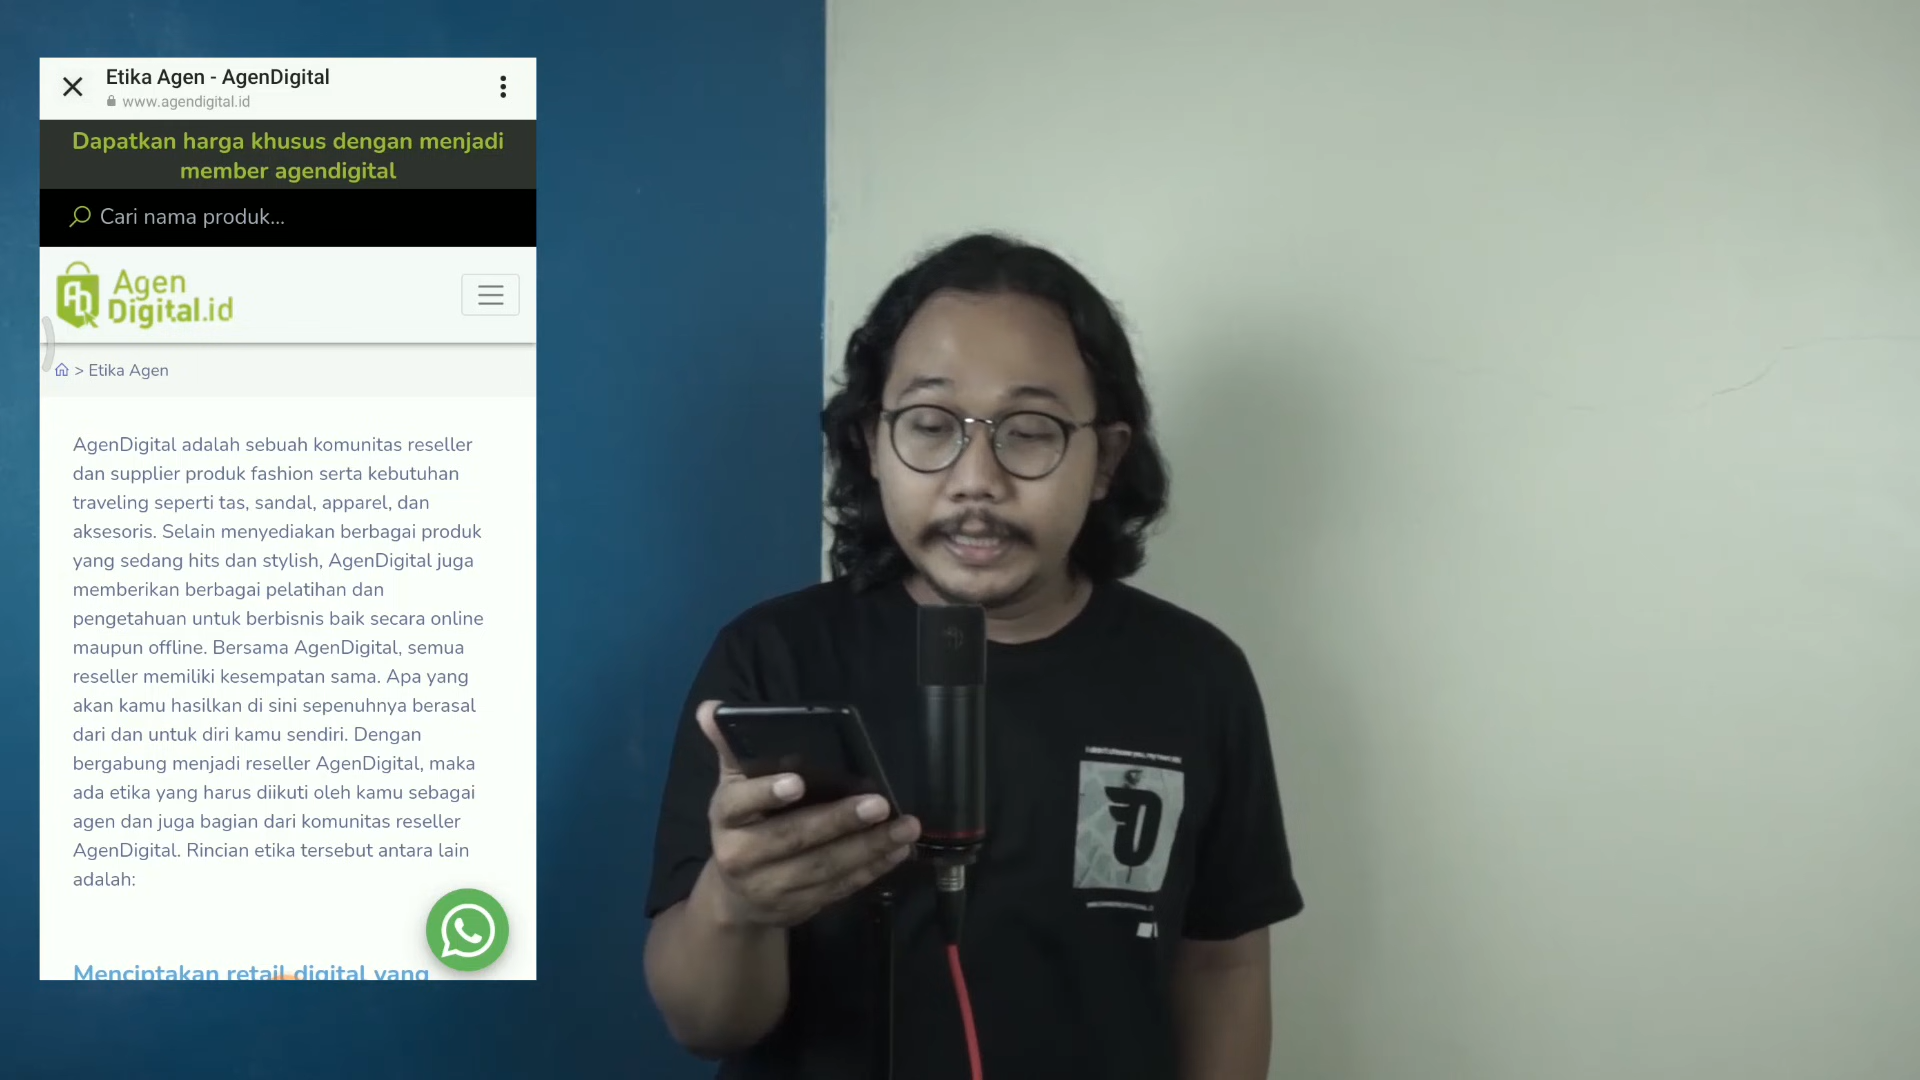 Etika Agen - AgenDigital
www.agendigital.id
Dapatkan harga khusus dengan menjadi
member agendigital
Cari nama produk...
Agen
Digital.id
> Etika Agen
AgenDigital adalah sebuah komunitas reseller
dan supplier produk fashion serta kebutuhan
traveling seperti tas, sandal, apparel, dan
aksesoris. Selain menyediakan berbagai produk
yang sedang hits dan stylish, AgenDigital juga
memberikan berbagai pelatihan dan
pengetahuan untuk berbisnis baik secara online
maupun offline. Bersama AgenDigital, semua
reseller memiliki kesempatan sama. Apa yang
akan kamu hasilkan di sini sepenuhnya berasal
dari dan untuk diri kamu sendiri. Dengan
bergabung menjadi reseller AgenDigital, maka
ada etika yang harus diikuti oleh kamu sebagai
agen dan juga bagian dari komunitas reseller
AgenDigital. Rincian etika tersebut antara lain
adalah:
Menciptakan retail digital yang